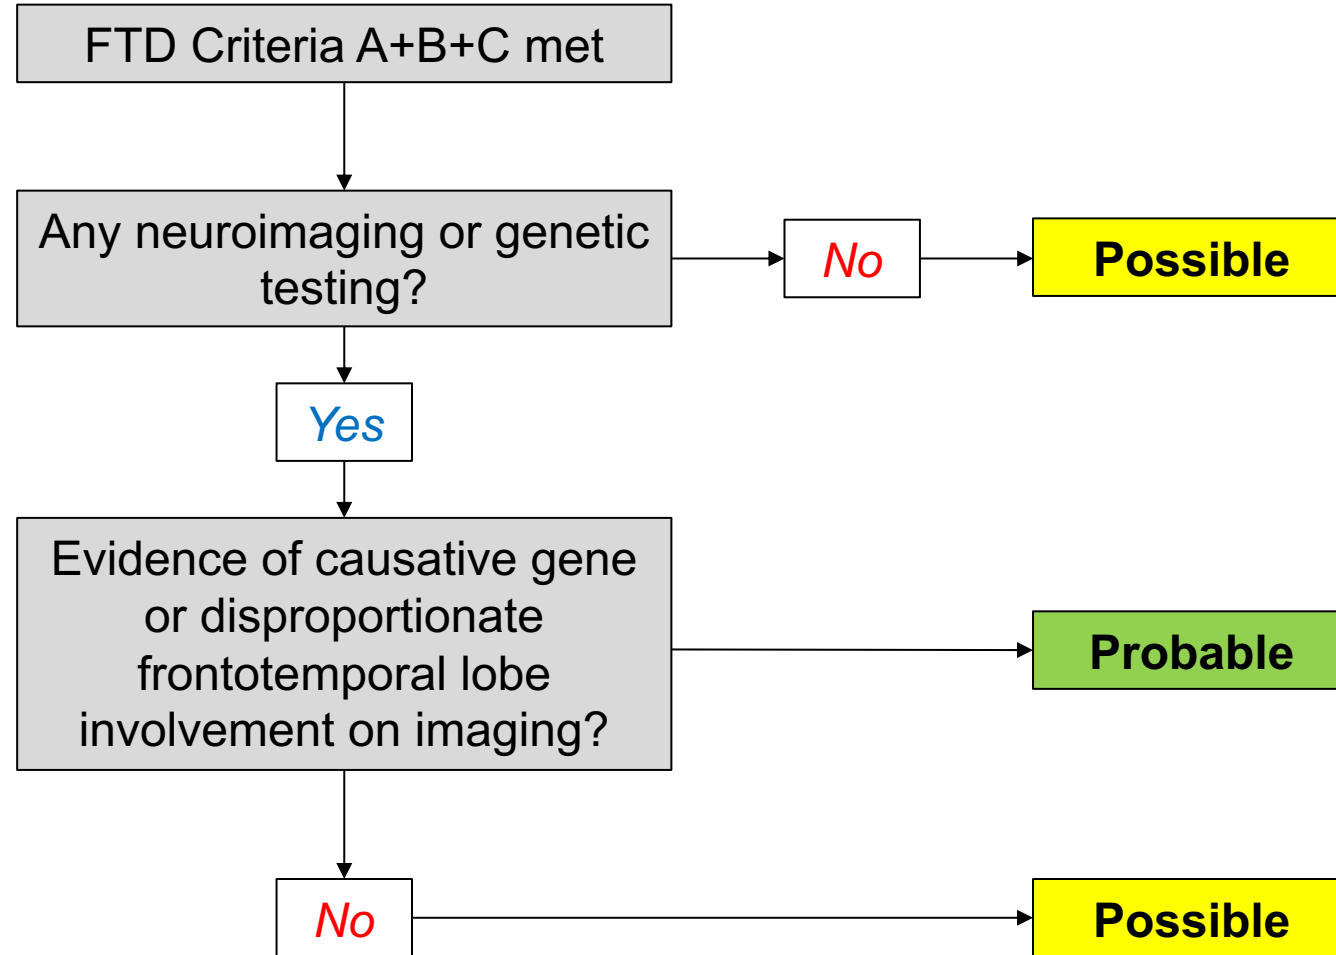 FTD Criteria A+B+C met
Any neuroimaging or genetic
testing?
No
Possible
Yes
Evidence of causative gene
or disproportionate
frontotemporal lobe
involvement on imaging?
Probable
No
Possible